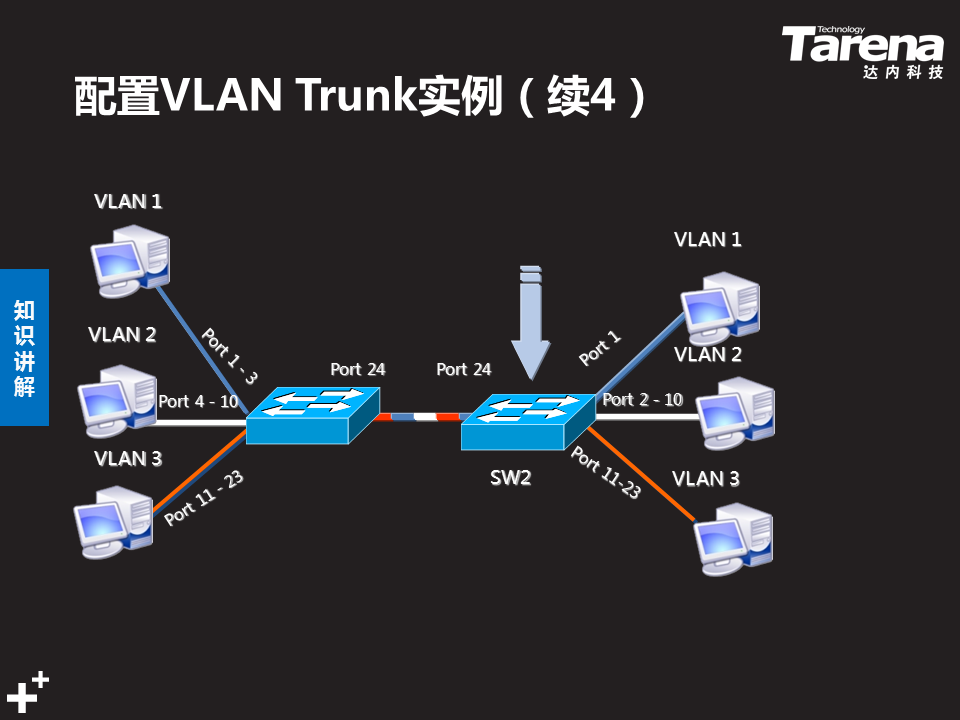 Technology
Tarena
达内科技
配置VLAN Trunk实例（续4）
知识讲解
VLAN 1
VLAN 2
VLAN 3
Port 1 - 3
Port 4 - 10
Port 11 - 23
Port 24
Port 24
SW2
VLAN 1
Port 1
VLAN 2
Port 2 - 10
Port 11-23
VLAN 3